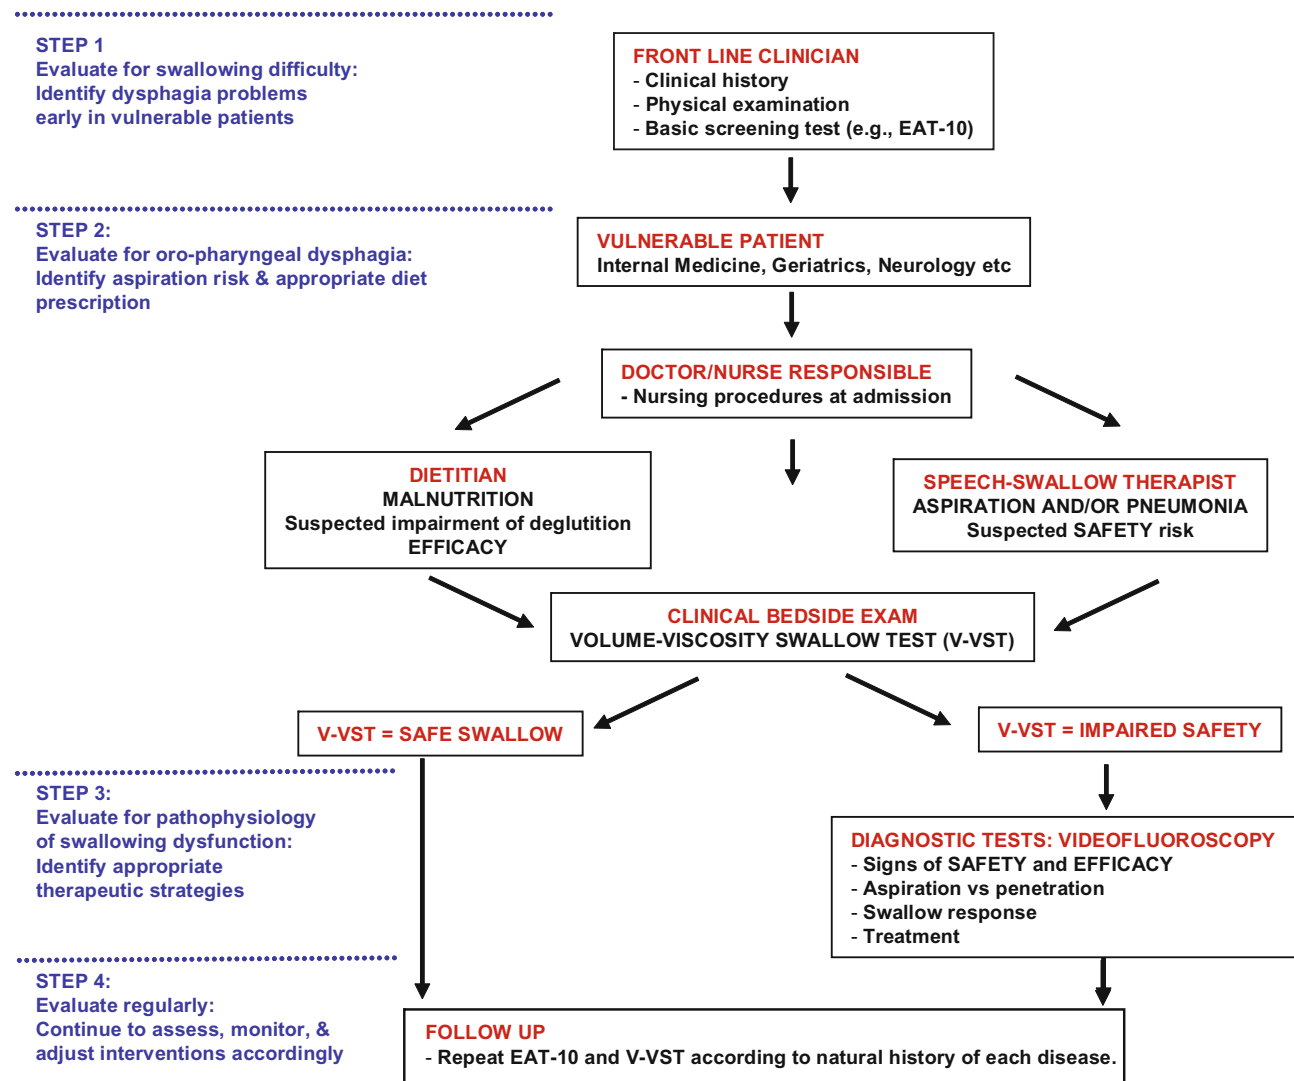 STEP 1
Evaluate for swallowing difficulty:
Identify dysphagia problems
early in vulnerable patients
FRONT LINE CLINICIAN
- Clinical history
- Physical examination
- Basic screening test (e.g., EAT-10)
STEP 2:
Evaluate for oro-pharyngeal dysphagia:
Identify aspiration risk & appropriate diet
prescription
VULNERABLE PATIENT
Internal Medicine, Geriatrics, Neurology etc
DOCTOR/NURSE RESPONSIBLE
- Nursing procedures at admission
DIETITIAN
MALNUTRITION
Suspected impairment of deglutition
EFFICACY
SPEECH-SWALLOW THERAPIST
ASPIRATION AND/OR PNEUMONIA
Suspected SAFETY risk
CLINICAL BEDSIDE EXAM
VOLUME-VISCOSITY SWALLOW TEST (V-VST)
V-VST = SAFE SWALLOW
V-VST = IMPAIRED SAFETY
STEP 3:
Evaluate for pathophysiology
of swallowing dysfunction:
Identify appropriate
therapeutic strategies
DIAGNOSTIC TESTS: VIDEOFLUOROSCOPY
- Signs of SAFETY and EFFICACY
- Aspiration vs penetration
- Swallow response
- Treatment
STEP 4:
Evaluate regularly:
Continue to assess, monitor, &
adjust interventions accordingly
FOLLOW UP
- Repeat EAT-10 and V-VST according to natural history of each disease.